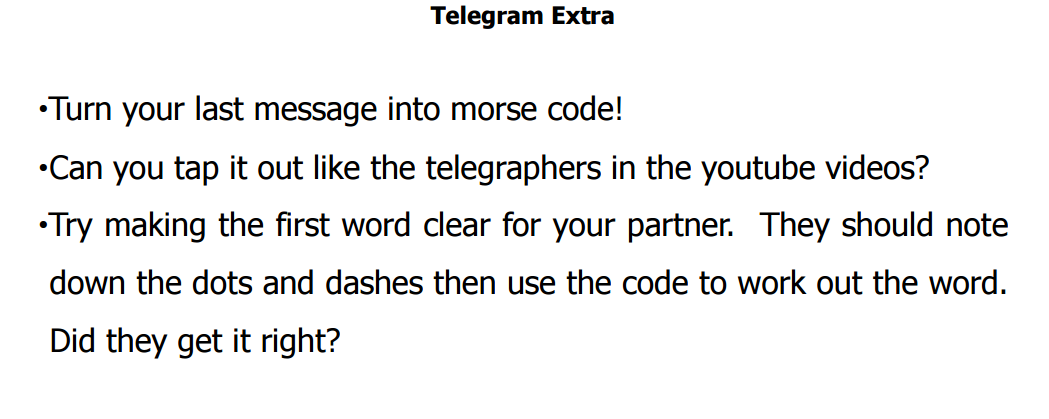 Telegram Extra
•Turn your last message into morse code!
•Can you tap it out like the telegraphers in the youtube videos?
•Try making the first word clear for your partner.  They should note
down the dots and dashes then use the code to work out the word.
Did they get it right?